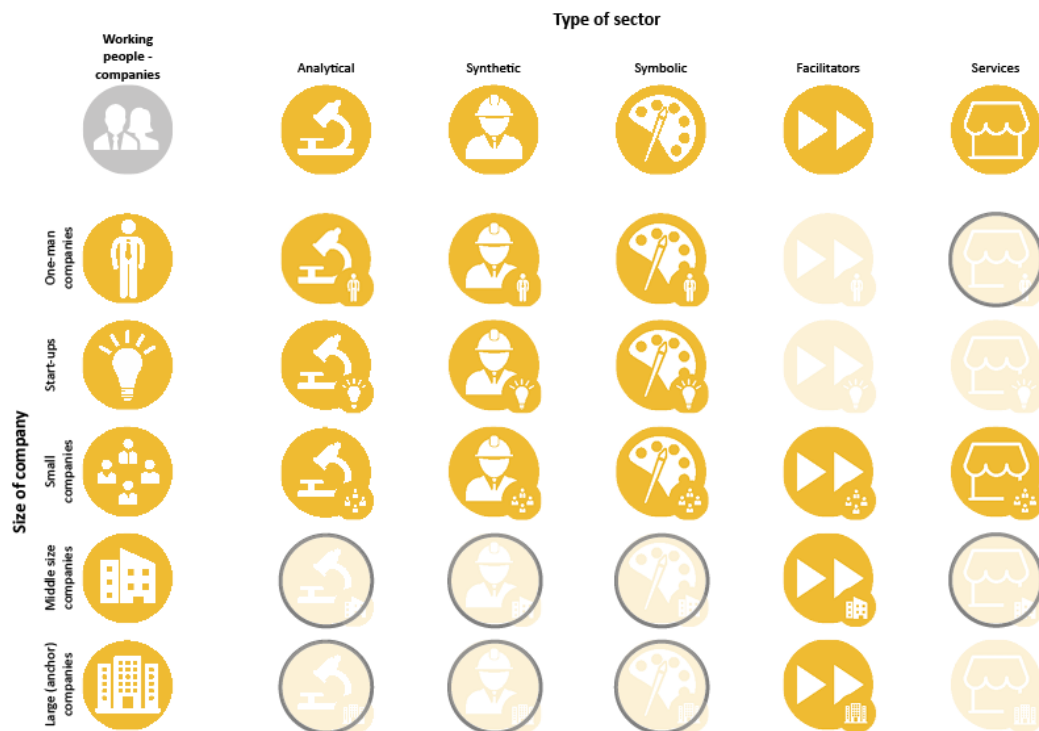 Type of sector
Working
people -
companies
Analytical
Synthetic
Symbolic
Facilitators
Services
Size of company
One-man
companies
Start-ups
Small
companies
Middle size
companies
Large (anchor)
companies